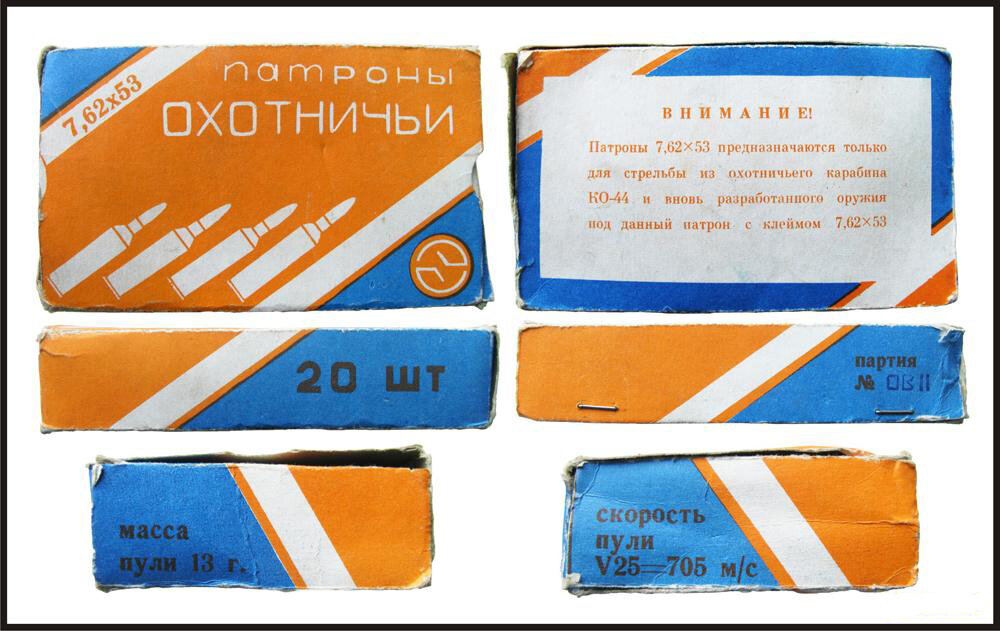 7,62х53
патроны
ОХОТНИЧЬИ
ВНИМАНИЕ!
Патроны 7,62×53 предназначаются только
для стрельбы из охотничьего карабина
КО-44 и вновь разработанного оружия
под данный патрон с клеймом 7,62×53
20 ШТ
партия
№ ОВ11
масса
пули 13 г.
скорость
пули
V25=705 м/с